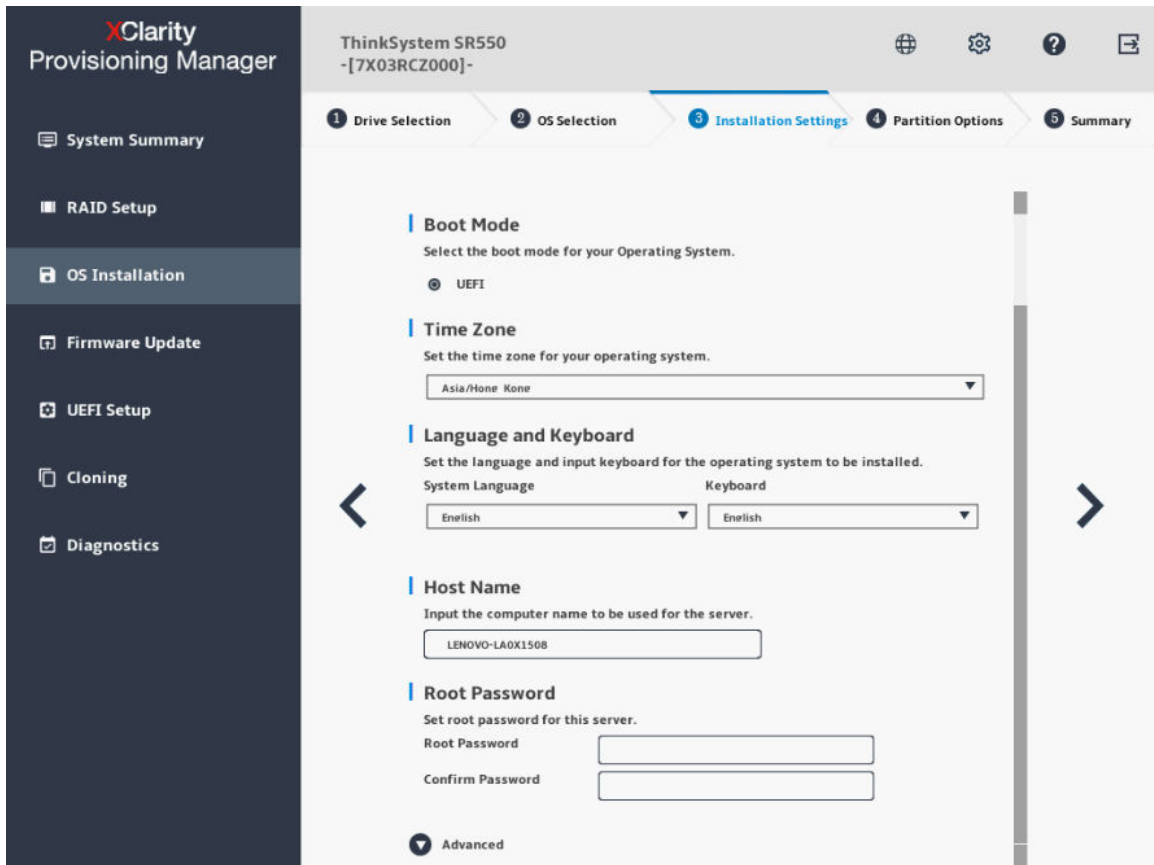 XClarity
Provisioning Manager
ThinkSystem SR550
-[7X03RCZ000]-
System Summary
RAID Setup
OS Installation
Firmware Update
UEFI Setup
Cloning
Diagnostics
1 Drive Selection
2 OS Selection
3 Installation Settings
4 Partition Options
5 Summary
Boot Mode
Select the boot mode for your Operating System.
UEFI
Time Zone
Set the time zone for your operating system.
Asia/Hong Kong
Language and Keyboard
Set the language and input keyboard for the operating system to be installed.
System Language Keyboard
English English
Host Name
Input the computer name to be used for the server.
LENOVO-LA0X1508
Root Password
Set root password for this server.
Root Password
Confirm Password
Advanced